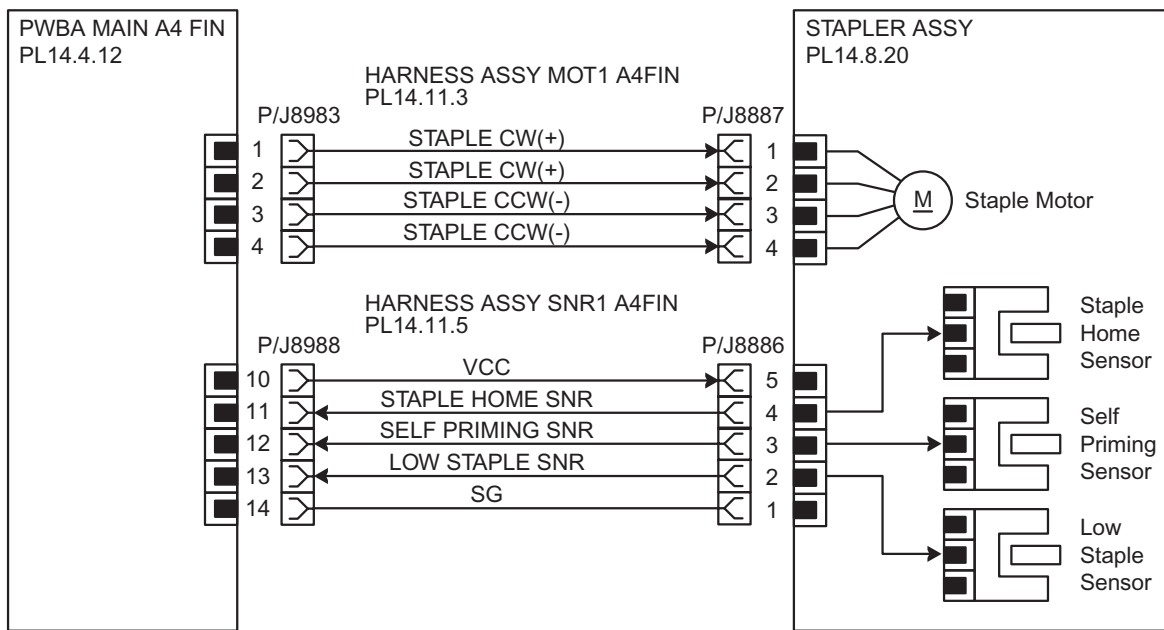 PWBA MAIN A4 FIN
PL14.4.12
STAPLER ASSY
PL14.8.20
HARNESS ASSY MOT1 A4FIN
PL14.11.3
P/J8983
P/J8887
1
STAPLE CW(+)
1
2
STAPLE CW(+)
2
3
STAPLE CCW(-)
3
4
STAPLE CCW(-)
4
M
Staple Motor
HARNESS ASSY SNR1 A4FIN
PL14.11.5
P/J8988
P/J8886
10
VCC
5
11
STAPLE HOME SNR
4
12
SELF PRIMING SNR
3
13
LOW STAPLE SNR
2
14
SG
1
Staple
Home
Sensor
Self
Priming
Sensor
Low
Staple
Sensor